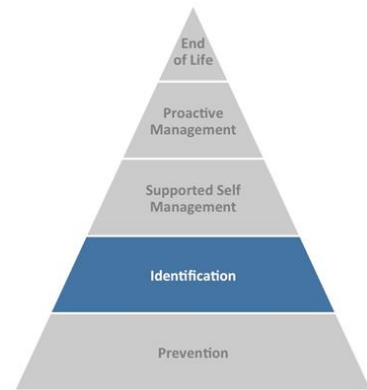 End
of Life
Proactive
Management
Supported Self
Management
Identification
Prevention